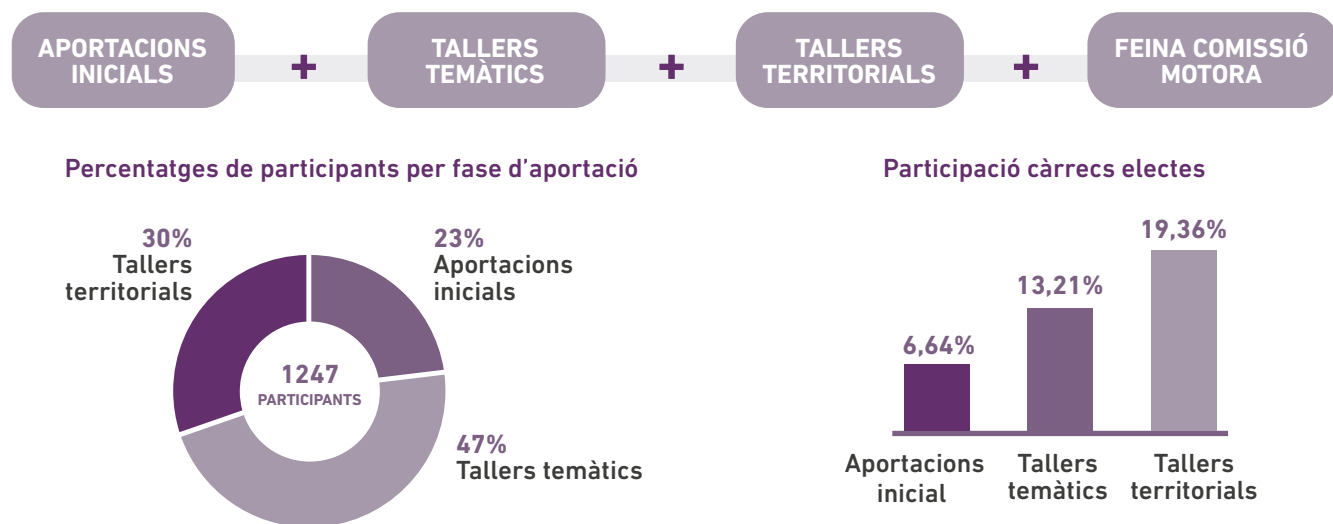 APORTACIONS
INICIALS
+
TALLERS
TEMÀTICS
+
TALLERS
TERRITORIALS
+
FEINA COMISSIÓ
MOTORA
Percentatges de participants per fase d’aportació
30%
Tallers
territorials
23%
Aportacions
inicials
1247
PARTICIPANTS
47%
Tallers temàtics
Participació càrrecs electes
6,64%
13,21%
19,36%
Aportacions
inicial
Tallers
temàtics
Tallers
territorials